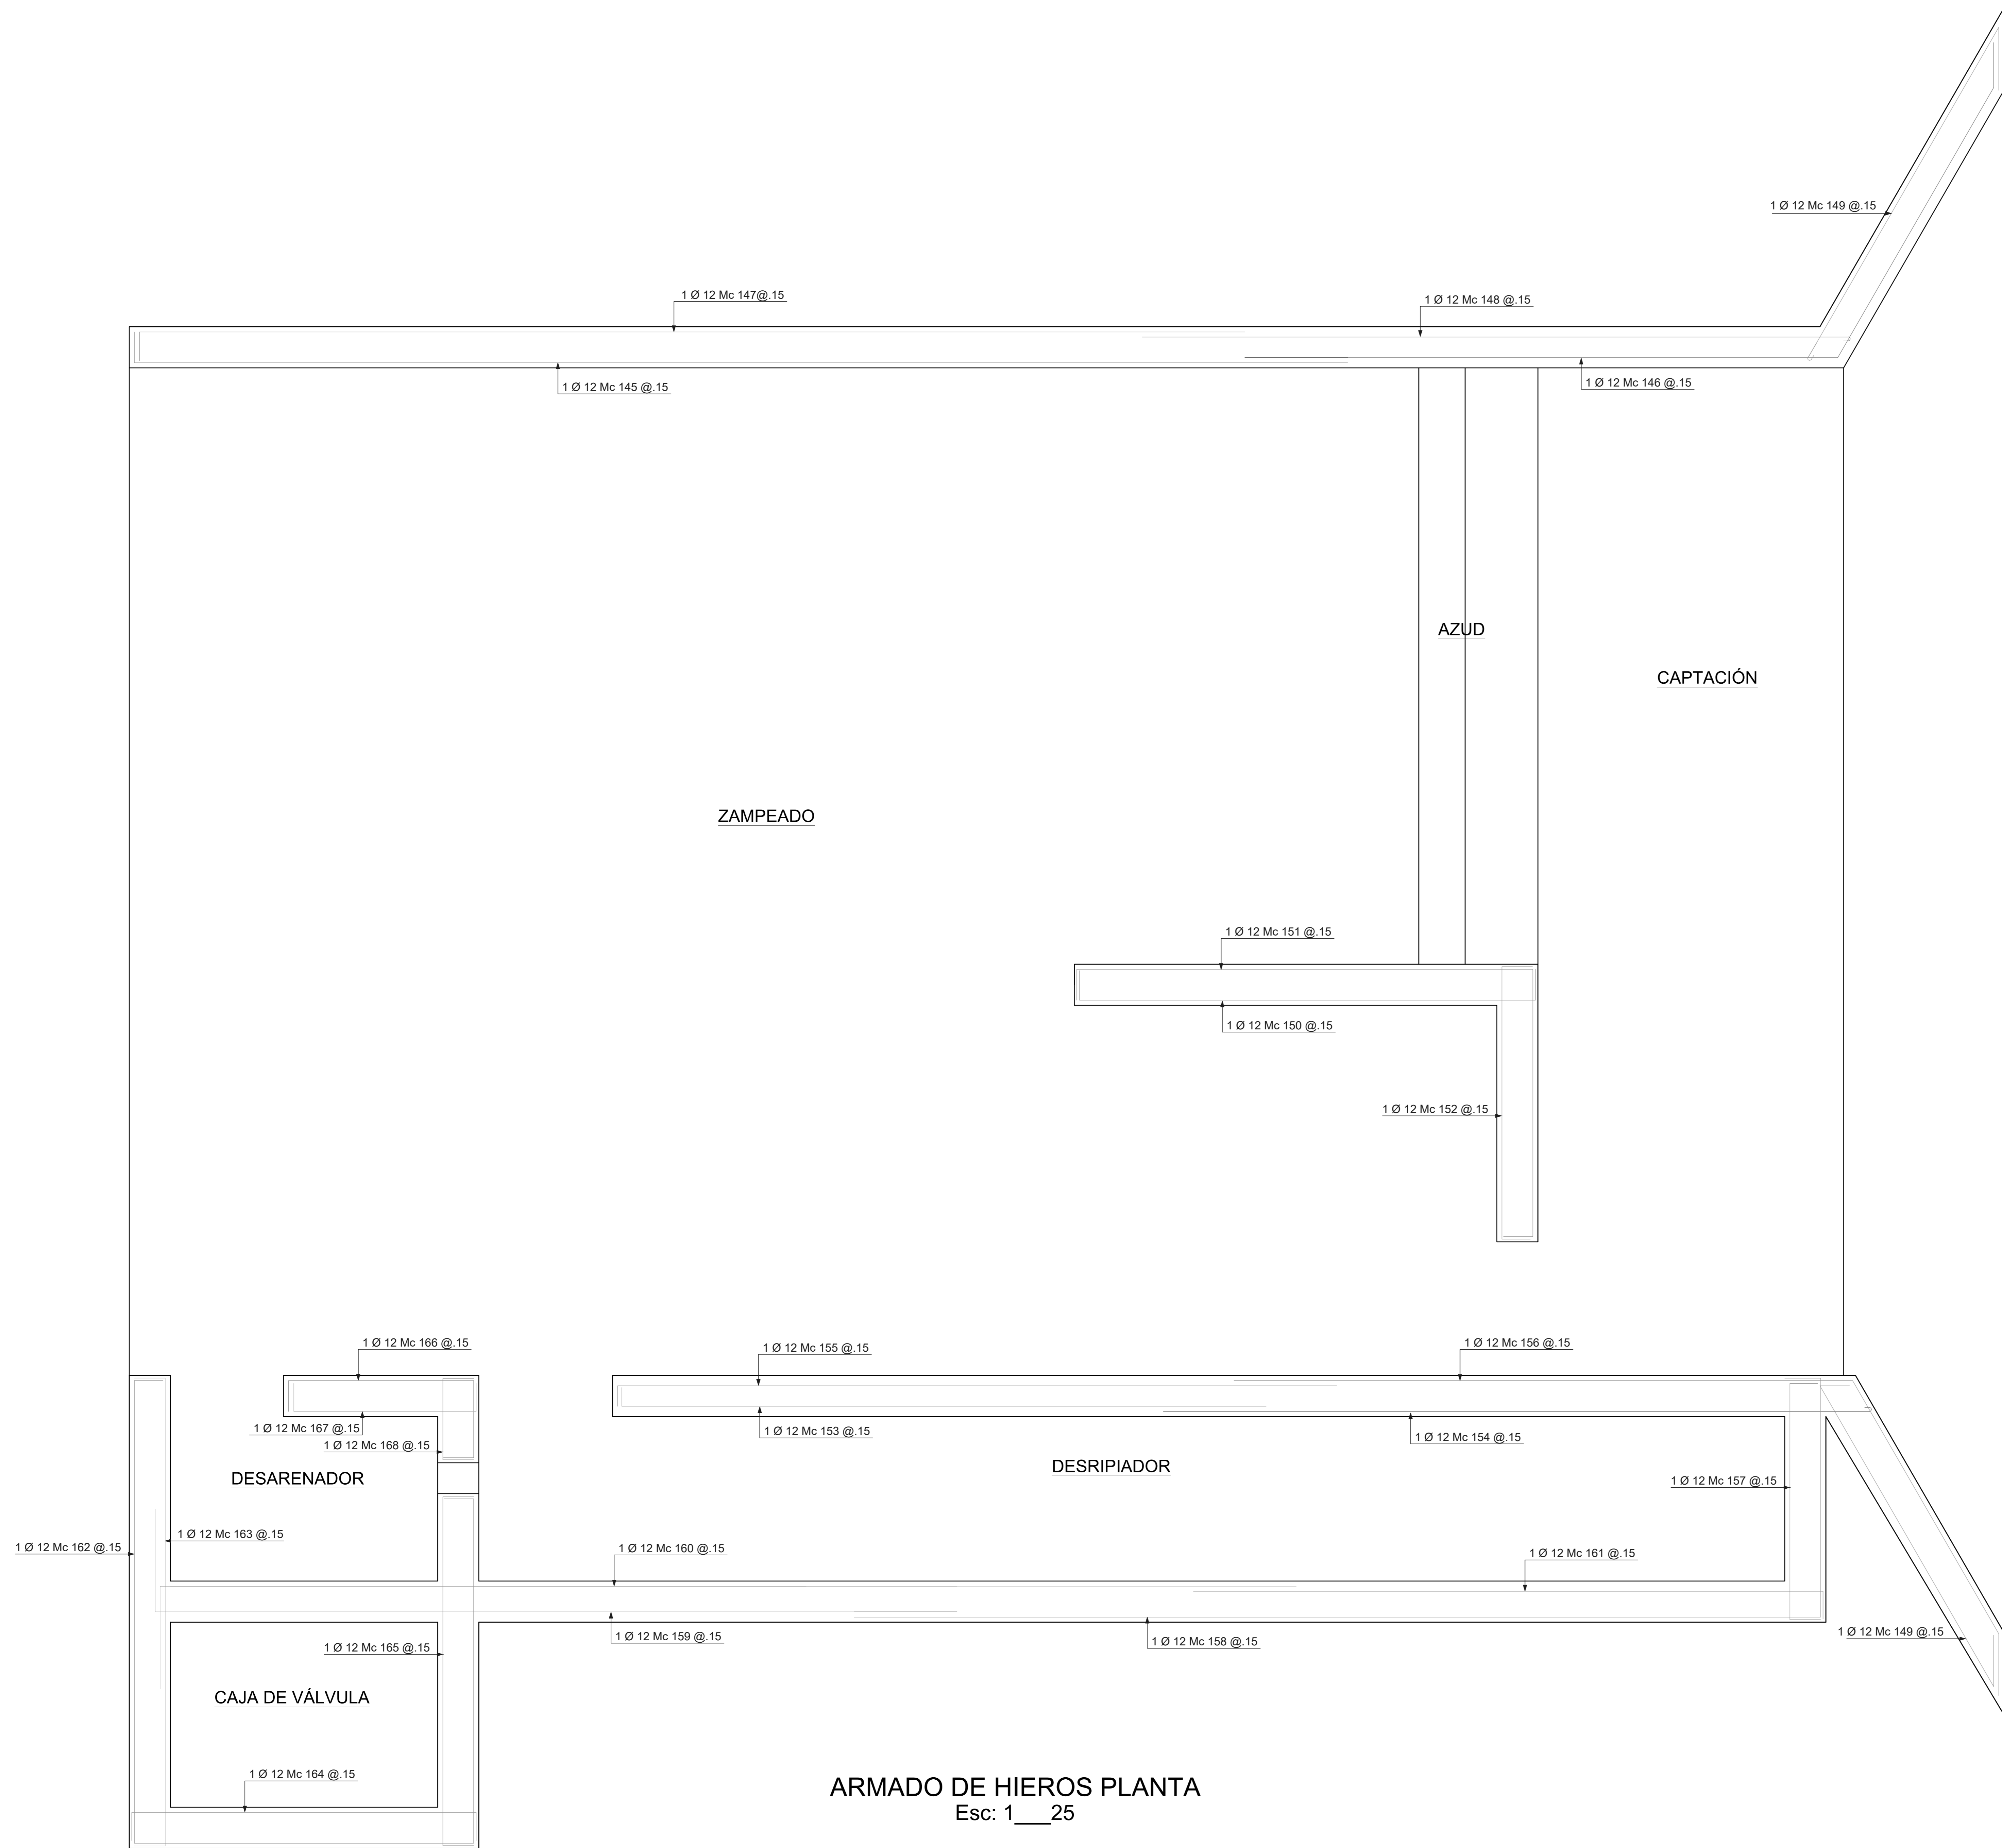 1 Ø 12 Mc 149 @.15
1 Ø 12 Mc 147@.15
1 Ø 12 Mc 148 @.15
1 Ø 12 Mc 145 @.15
1 Ø 12 Mc 146 @.15
AZUD
CAPTACIÓN
ZAMPEADO
1 Ø 12 Mc 151 @.15
1 Ø 12 Mc 150 @.15
1 Ø 12 Mc 152 @.15
1 Ø 12 Mc 166 @.15
1 Ø 12 Mc 155 @.15
1 Ø 12 Mc 156 @.15
1 Ø 12 Mc 167 @.15
1 Ø 12 Mc 153 @.15
1 Ø 12 Mc 154 @.15
1 Ø 12 Mc 168 @.15
DESARENADOR
DESRIPIADOR
1 Ø 12 Mc 157 @.15
1 Ø 12 Mc 163 @.15
1 Ø 12 Mc 162 @.15
1 Ø 12 Mc 160 @.15
1 Ø 12 Mc 161 @.15
1 Ø 12 Mc 165 @.15
1 Ø 12 Mc 159 @.15
1 Ø 12 Mc 158 @.15
1 Ø 12 Mc 149 @.15
CAJA DE VÁLVULA
1 Ø 12 Mc 164 @.15
ARMADO DE HIEROS PLANTA
Esc: 1___25